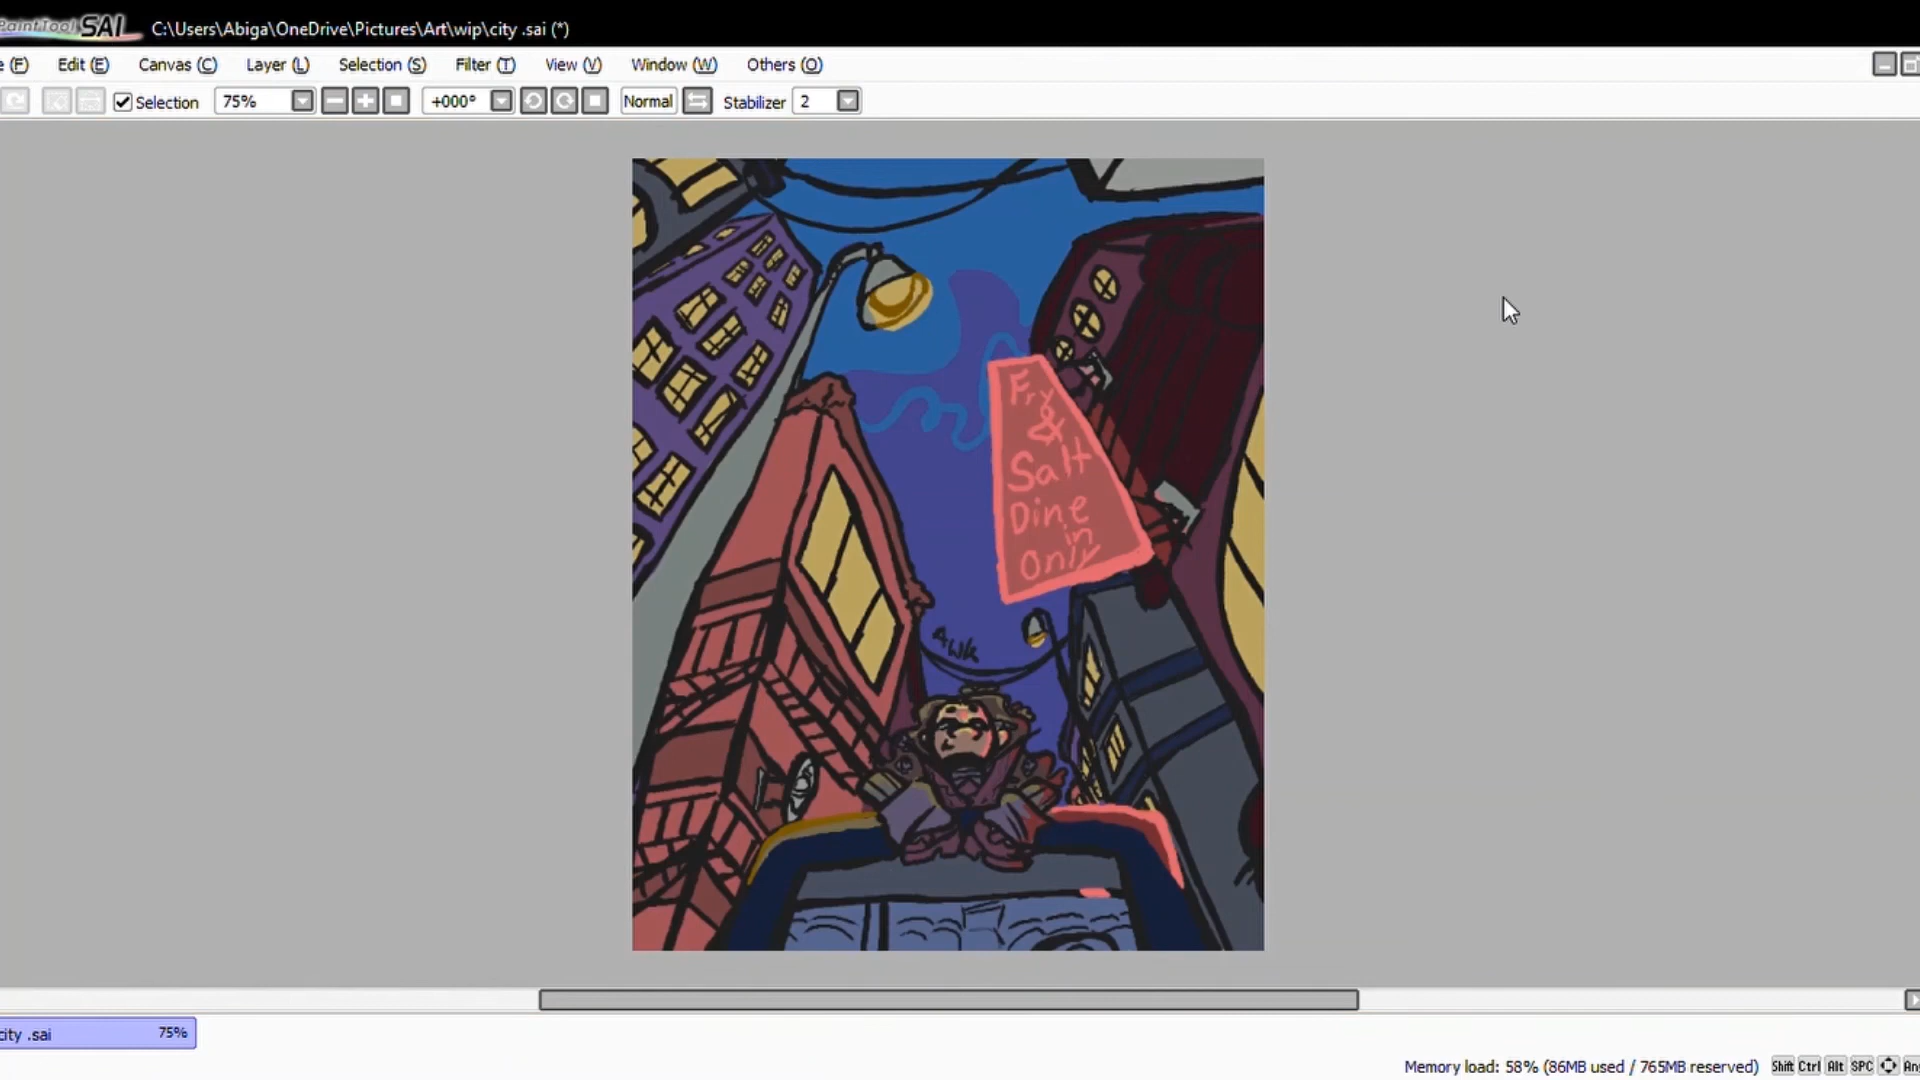 PaintTool SAI C:\Users\Abiga\OneDrive\Pictures\Art\wip\city .sai (*)
e (F) Edit (E) Canvas (C) Layer (L) Selection (S) Filter (T) View (V) Window (W) Others (O)
Selection 75% +000° Normal Stabilizer 2
Fry
&
Salt
Dine
in
Only
AWK
city .sai 75%
Memory load: 58% (86MB used / 765MB reserved) Shift Ctrl Alt SPC An